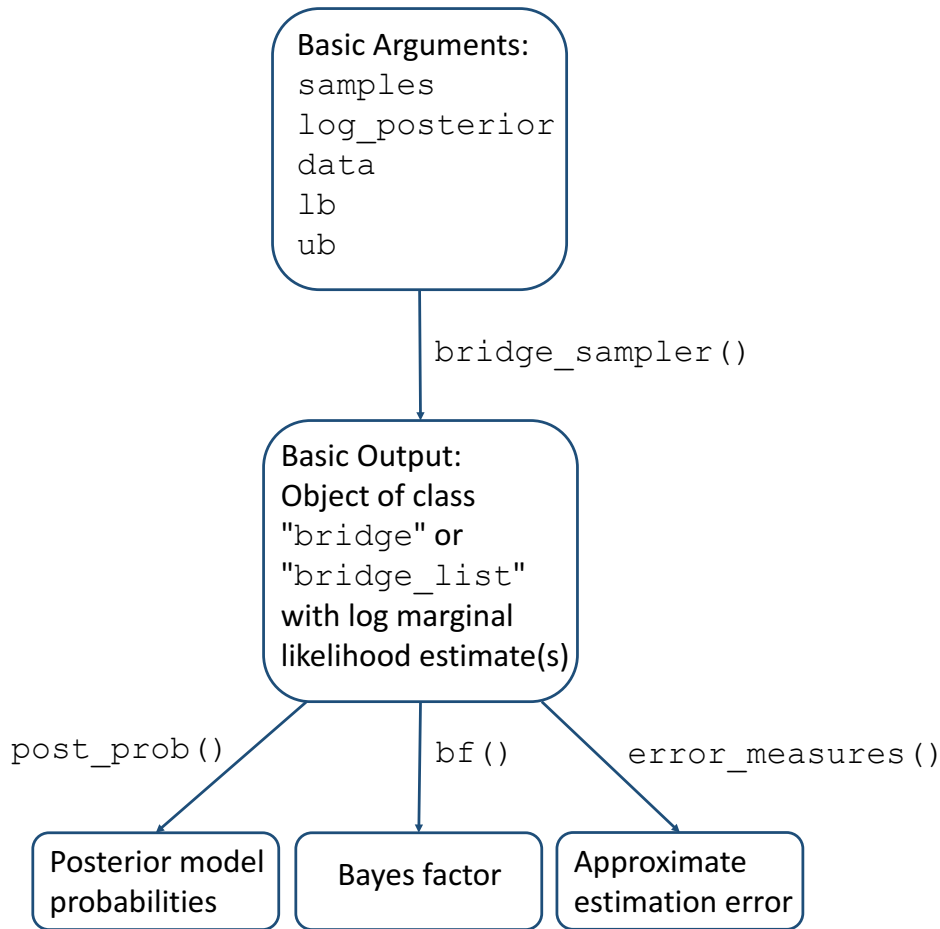 Basic Arguments:
samples
log_posterior
data
lb
ub
bridge_sampler()
Basic Output:
Object of class
"bridge" or
"bridge_list"
with log marginal
likelihood estimate(s)
post_prob()
bf()
error_measures()
Posterior model
probabilities
Bayes factor
Approximate
estimation error